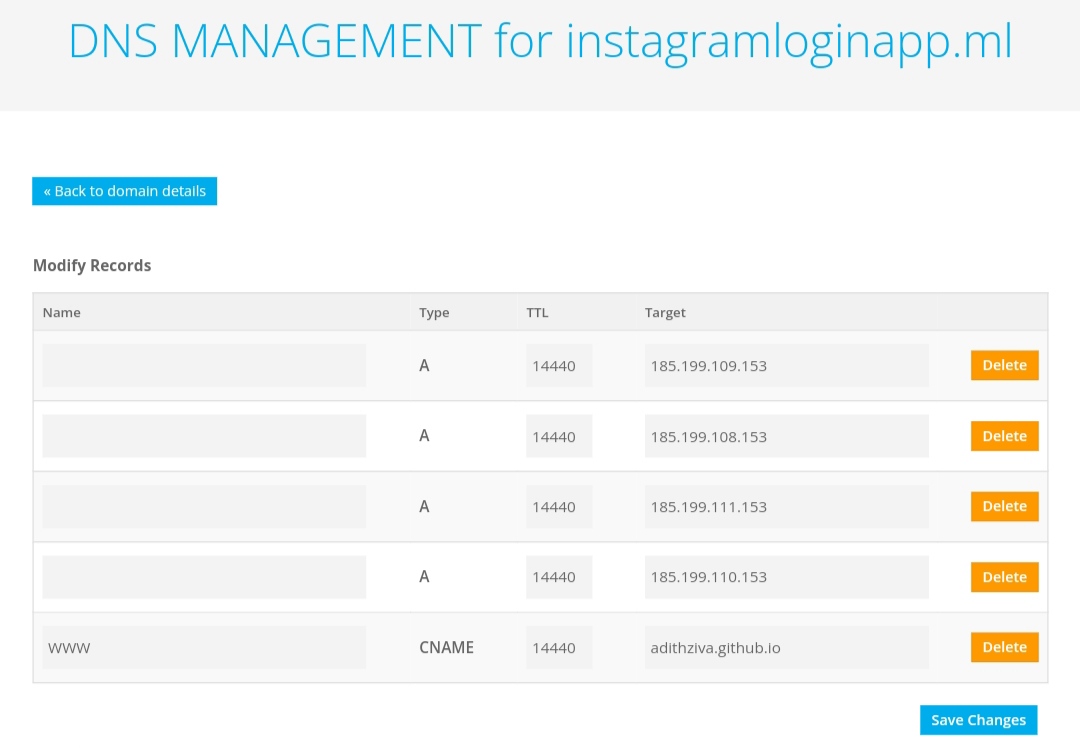 DNS MANAGEMENT for instagramloginapp.ml
« Back to domain details
Modify Records
Name Type TTL Target
A 14440 185.199.109.153 Delete
A 14440 185.199.108.153 Delete
A 14440 185.199.111.153 Delete
A 14440 185.199.110.153 Delete
WWW CNAME 14440 adithziva.github.io Delete
Save Changes